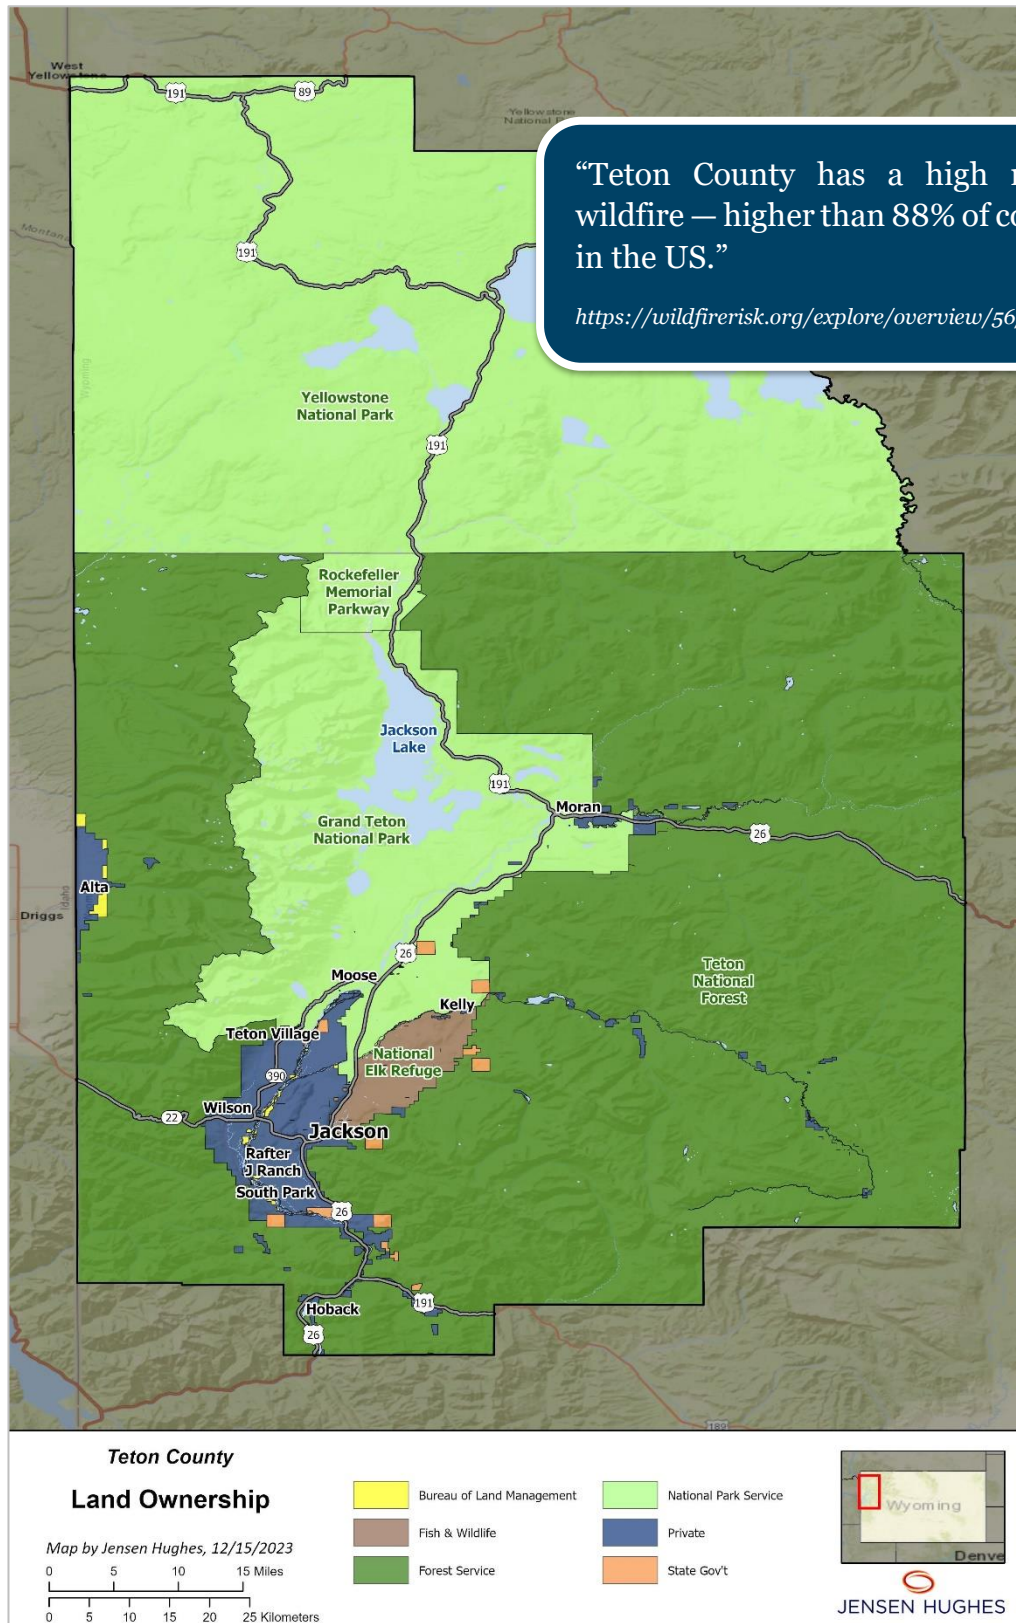 West
Yellowstone
191
89
Yellowstone
National
“Teton County has a high
wildfire — higher than 88% of
in the US.”
https://wildfirerisk.org/explore/overview/56
Montana
191
Wyoming
Yellowstone
National Park
191
Rockefeller
Memorial
Parkway
Jackson
Lake
191
Moran
Grand Teton
National Park
26
Alta
Idaho
Driggs
26
Moose
Teton
National
Forest
Kelly
Teton Village
National
Elk Refuge
390
Wilson
22
Jackson
Rafter
J Ranch
South Park
26
191
Hoback
26
189
Teton County
Land Ownership
Map by Jensen Hughes, 12/15/2023
0 5 10 15 Miles
0 5 10 15 20 25 Kilometers
Bureau of Land Management
Fish & Wildlife
Forest Service
National Park Service
Private
State Gov't
Wyoming
Denve
JENSEN HUGHES